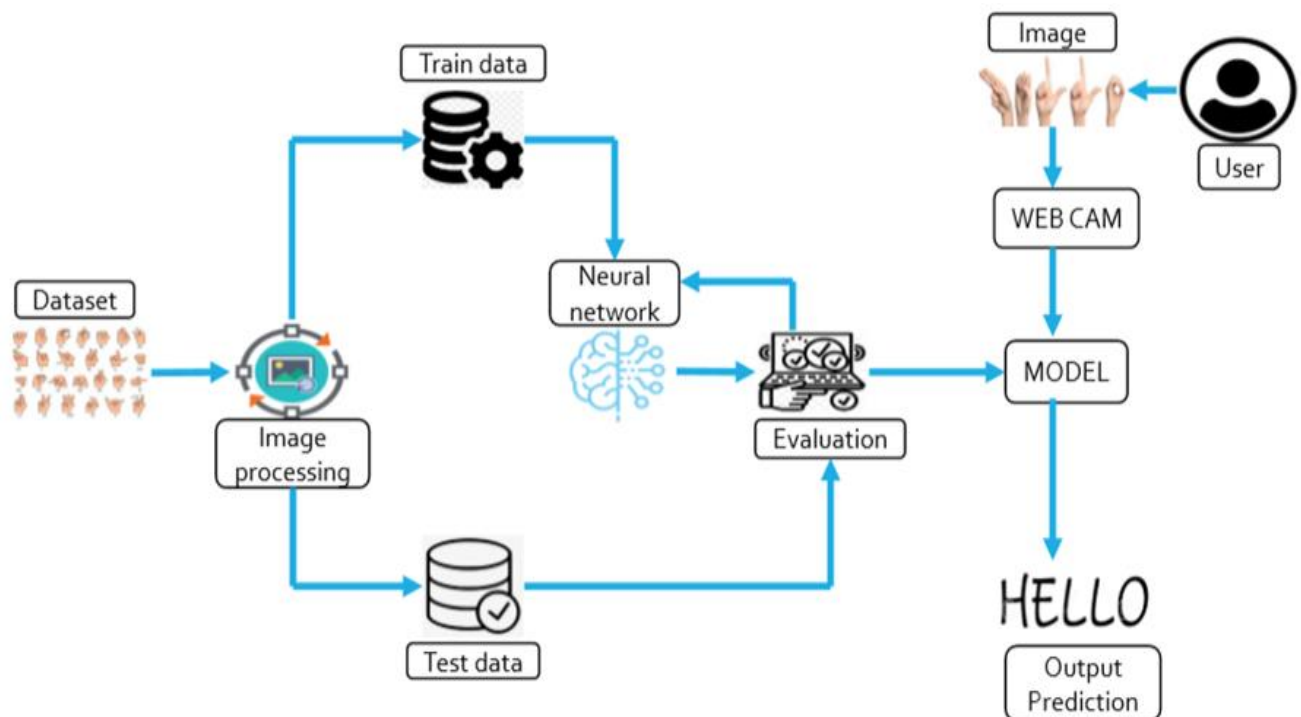 Image
Train data
User
WEB CAM
Neural
network
Dataset
MODEL
Image
processing
Evaluation
HELLO
Test data
Output
Prediction